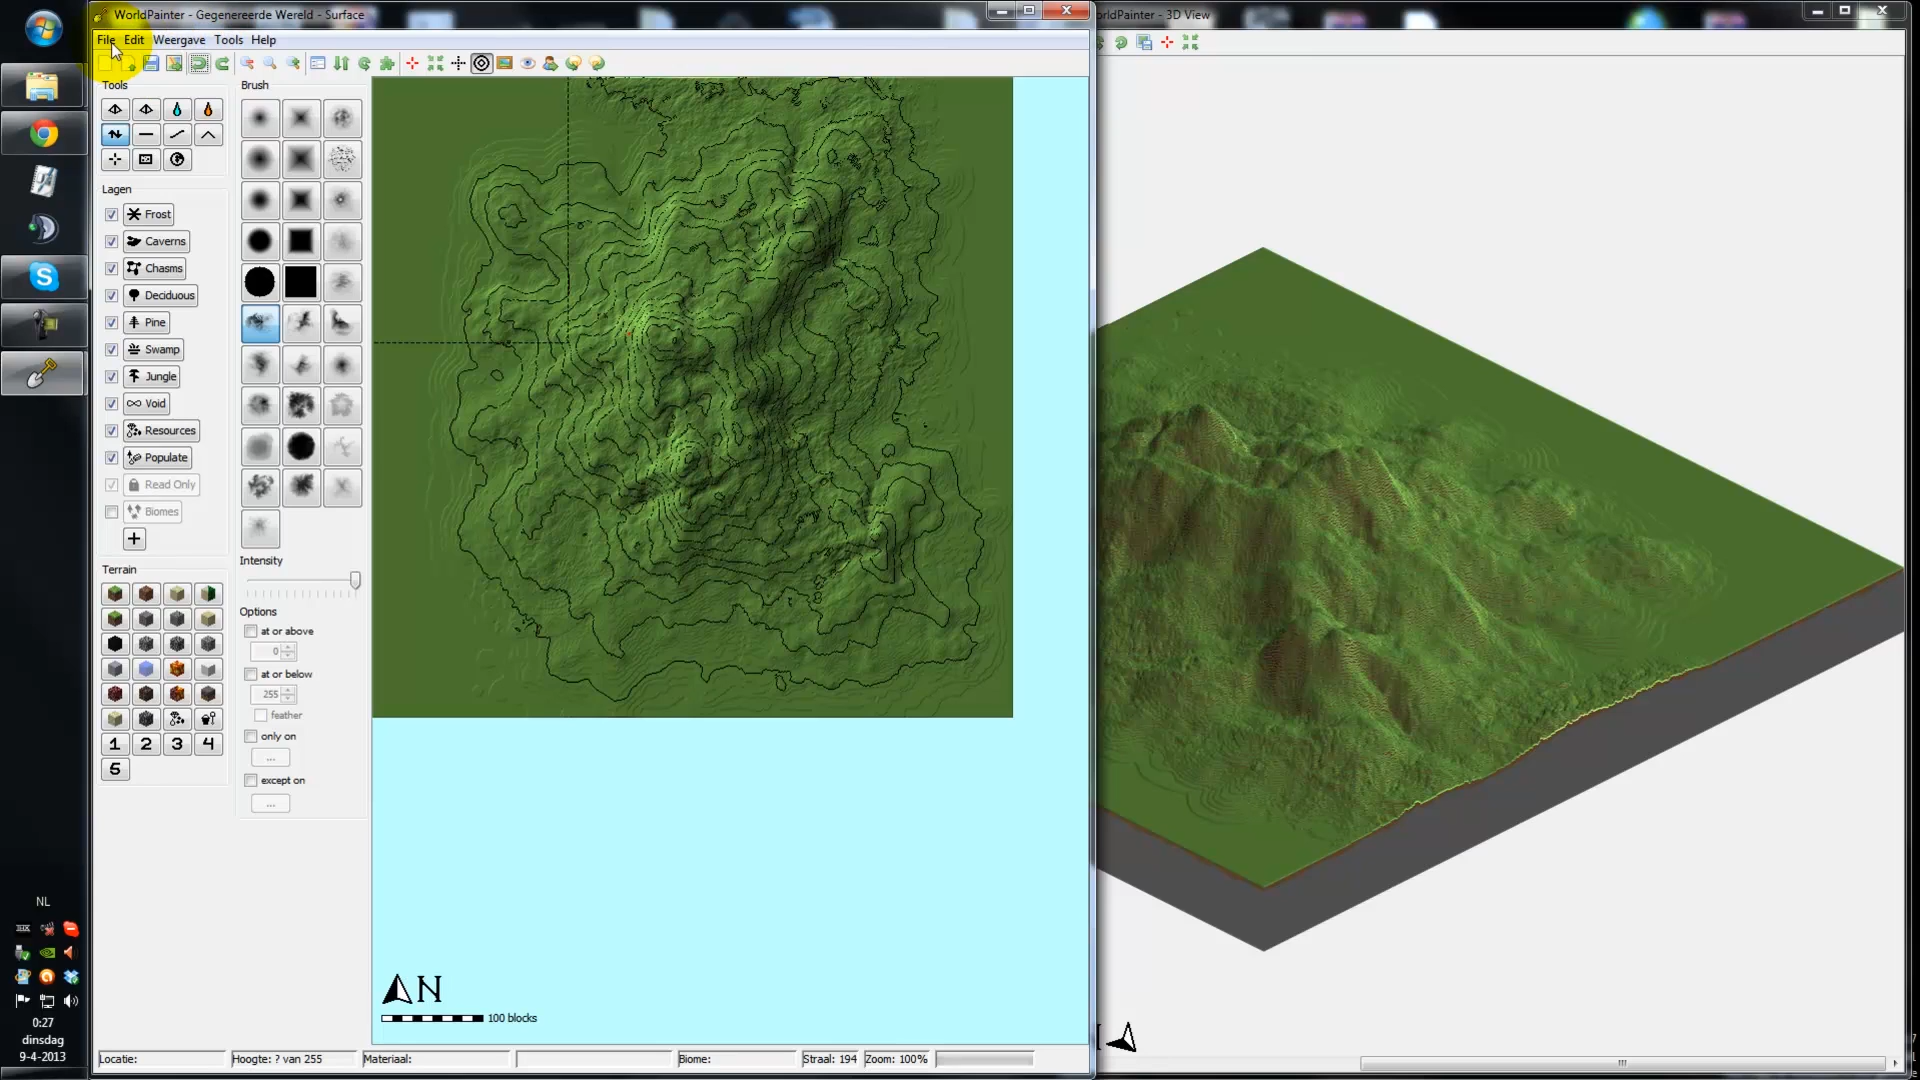 WorldPainter - Gegenereerde Wereld - Surface
orldPainter - 3D View
File Edit Weergave Tools Help
Tools
Brush
Lagen
Frost
Caverns
Chasms
Deciduous
Pine
Swamp
Jungle
Void
Resources
Populate
Read Only
Biomes
+
Intensity
Terrain
1 2 3 4
5
Options
at or above
0
at or below
255
feather
only on
...
except on
...
N
100 blocks
Locatie:
Hoogte: ? van 255
Materiaal:
Biome:
Straal: 194
Zoom: 100%
NL
0:27
dinsdag
9-4-2013